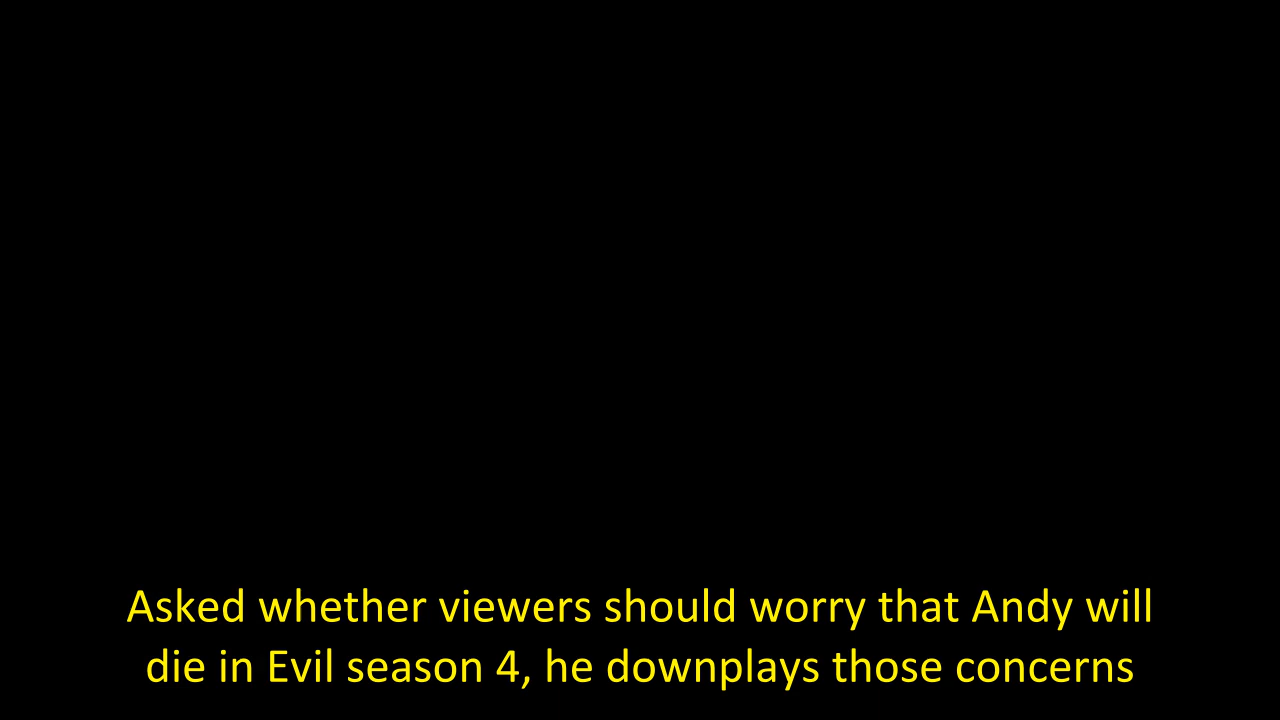 Asked whether viewers should worry that Andy will
die in Evil season 4, he downplays those concerns